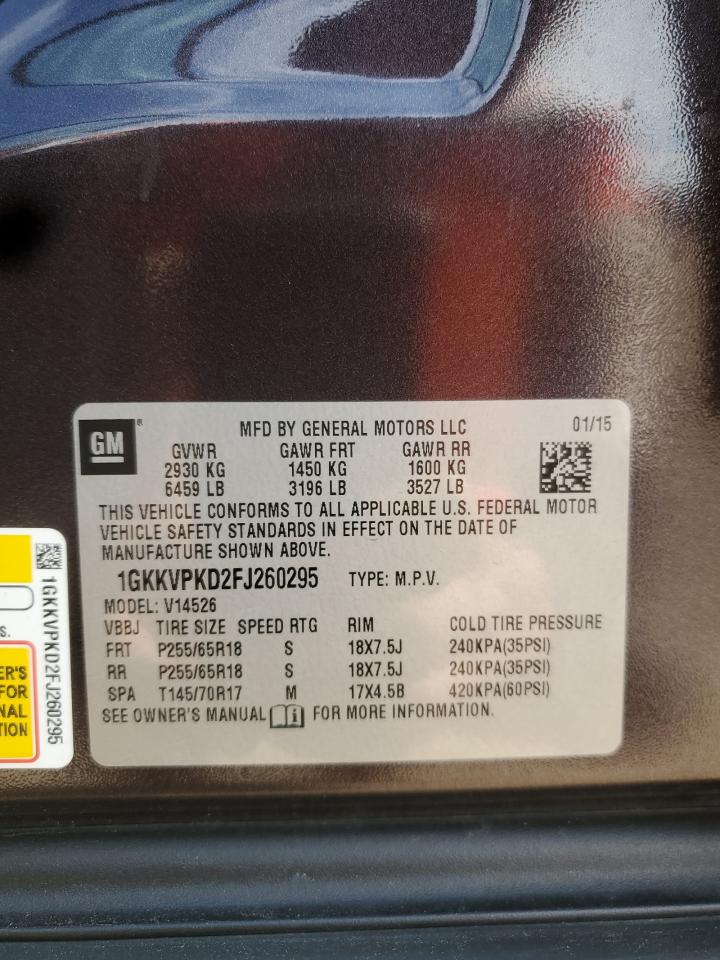 GM®
MFD BY GENERAL MOTORS LLC 01/15
GVWR GAWR FRT GAWR RR
2930 KG 1450 KG 1600 KG
6459 LB 3196 LB 3527 LB
THIS VEHICLE CONFORMS TO ALL APPLICABLE U.S. FEDERAL MOTOR
VEHICLE SAFETY STANDARDS IN EFFECT ON THE DATE OF
MANUFACTURE SHOWN ABOVE.
1GKKVPKD2FJ260295 TYPE: M.P.V.
MODEL: V14526
VBBJ TIRE SIZE SPEED RTG RIM COLD TIRE PRESSURE
FRT P255/65R18 S 18X7.5J 240KPA(35PSI)
RR P255/65R18 S 18X7.5J 240KPA(35PSI)
SPA T145/70R17 M 17X4.5B 420KPA(60PSI)
SEE OWNER'S MANUAL i FOR MORE INFORMATION.
1GKKVPKD2FJ260295
S.
ER'S
FOR
NAL
TION